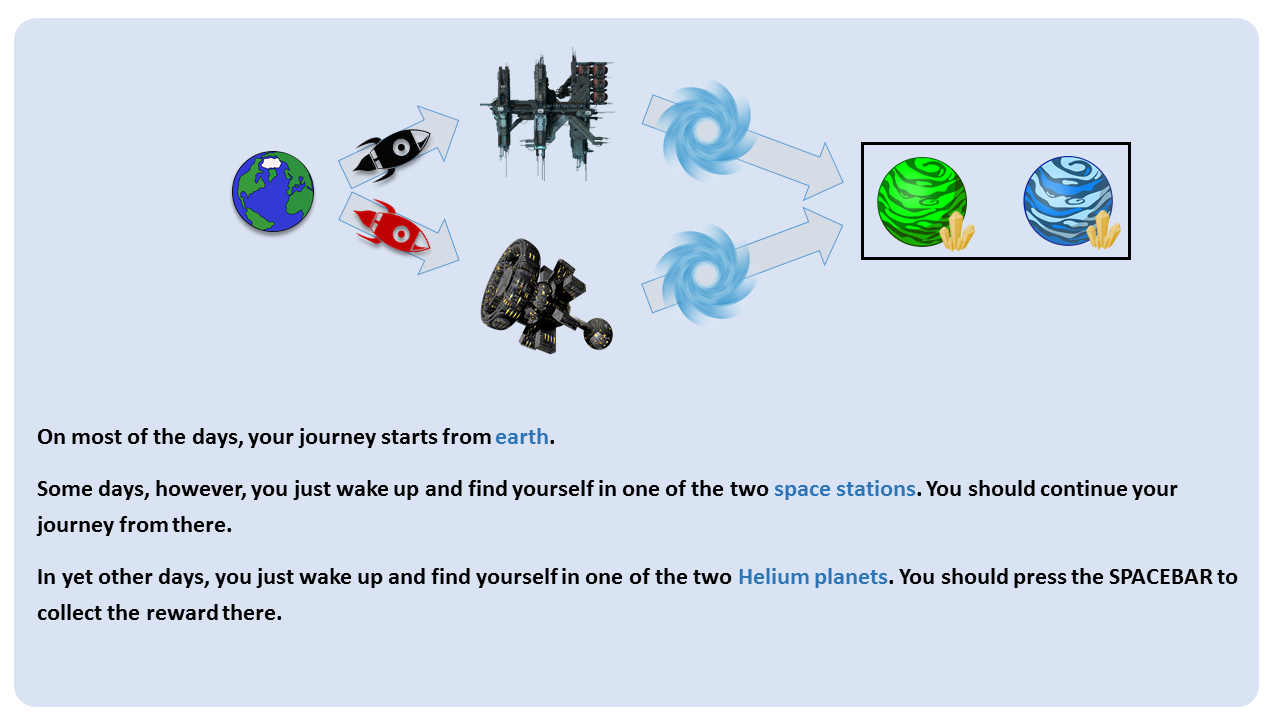 On most of the days, your journey starts from earth.
Some days, however, you just wake up and find yourself in one of the two space stations. You should continue your
journey from there.
In yet other days, you just wake up and find yourself in one of the two Helium planets. You should press the SPACEBAR to
collect the reward there.